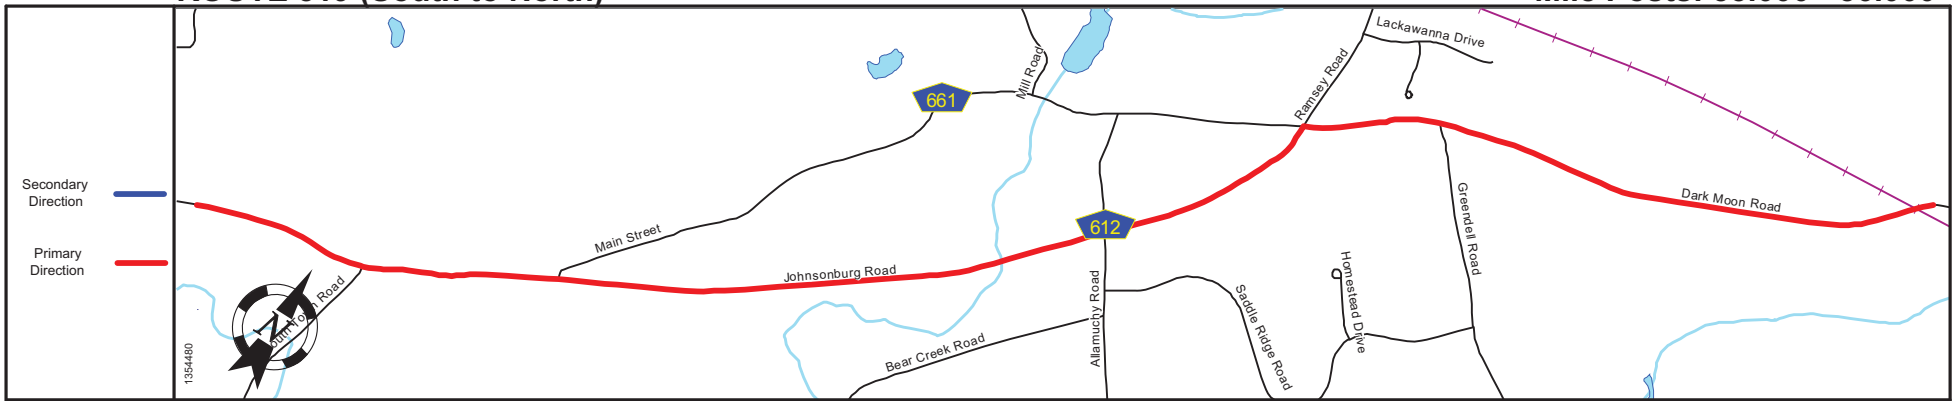 Secondary
Direction
Primary
Direction
661
612
Mill Road
Ramsey Road
Lackawanna Drive
Main Street
Johnsonburg Road
Dark Moon Road
Greendell Road
Homestead Drive
Saddle Ridge Road
Allamuchy Road
Bear Creek Road
Road
N
1354480